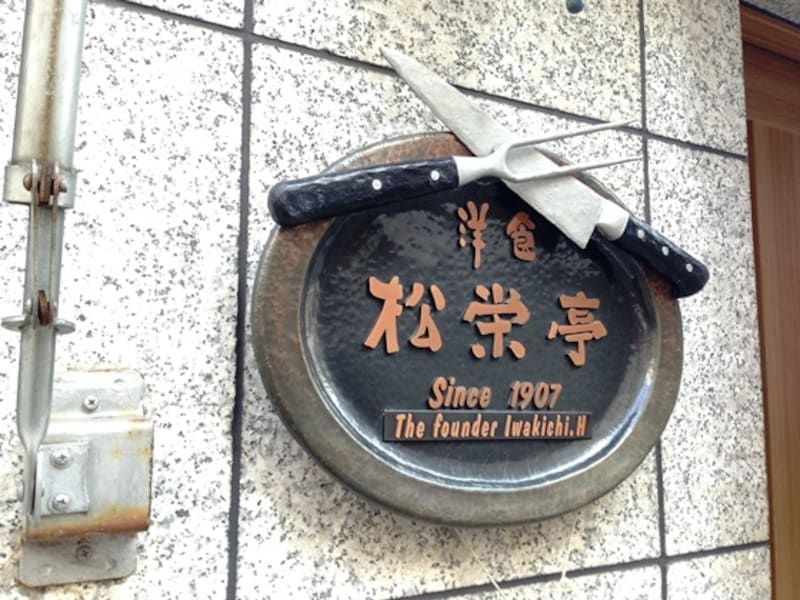 洋食
松栄亭
Since 1907
The founder Iwakichi.H